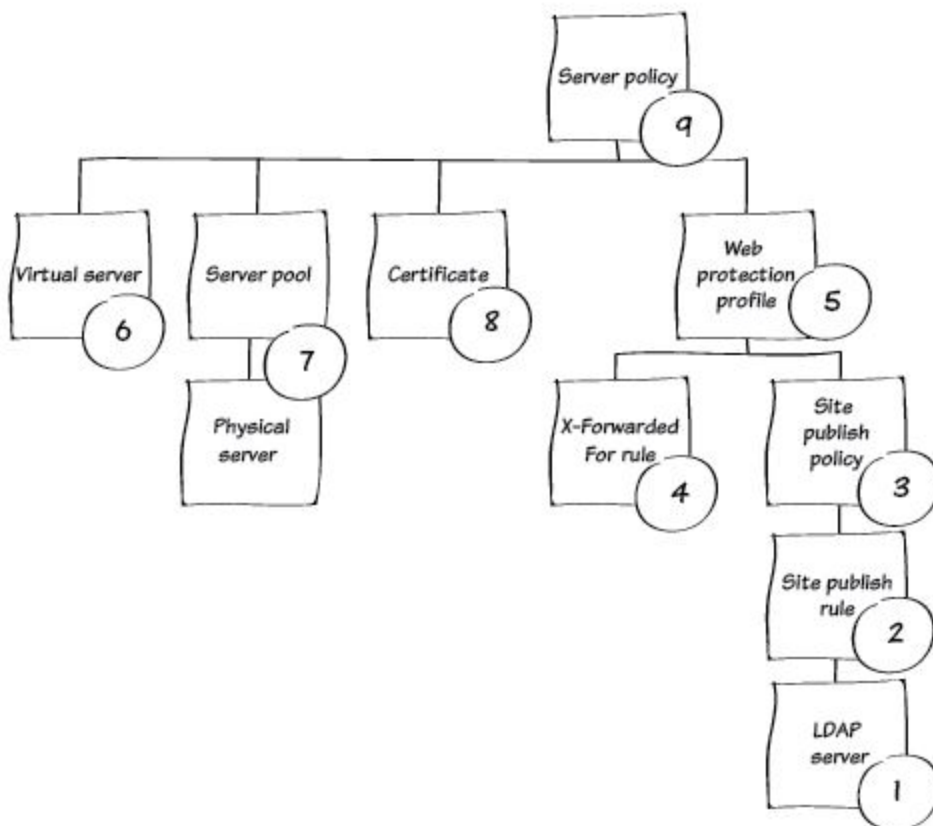 Server policy
9
Virtual server
6
Server pool
7
Certificate
8
Web
protection
profile
5
Physical
server
X-Forwarded
For rule
4
Site
publish
policy
3
Site publish
rule
2
LDAP
server
1